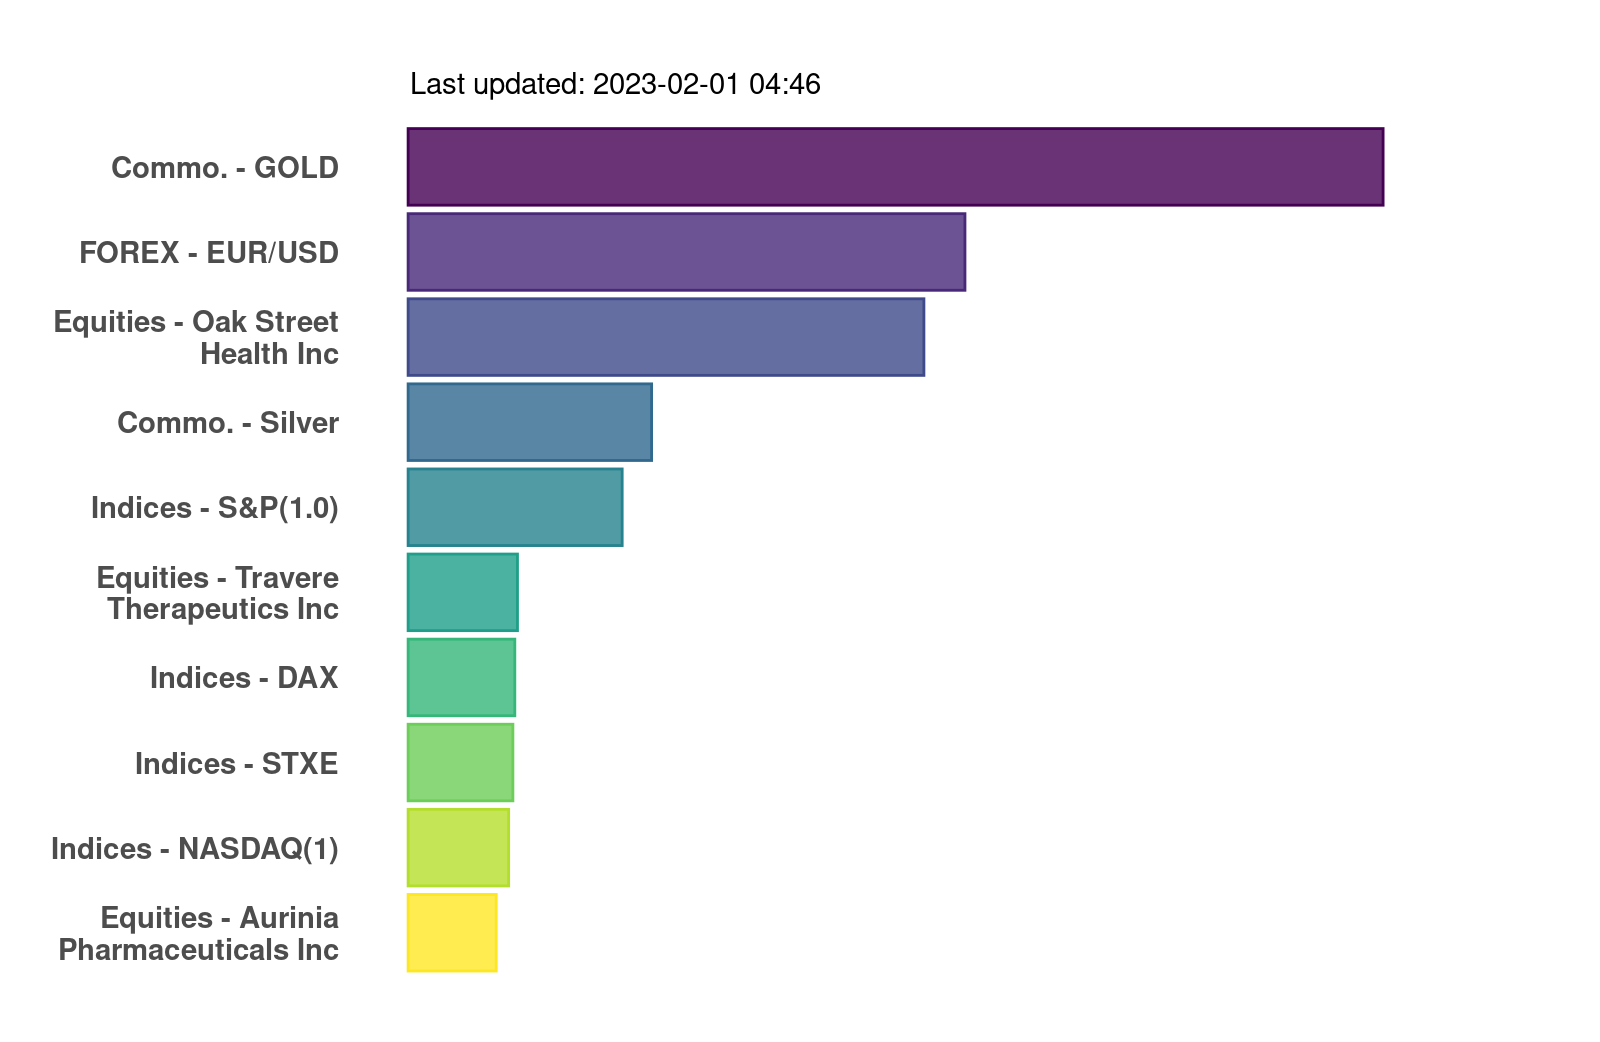 Last updated: 2023-02-01 04:46
Commo. - GOLD
FOREX - EUR/USD
Equities - Oak Street
Health Inc
Commo. - Silver
Indices - S&P(1.0)
Equities - Travere
Therapeutics Inc
Indices - DAX
Indices - STXE
Indices - NASDAQ(1)
Equities - Aurinia
Pharmaceuticals Inc